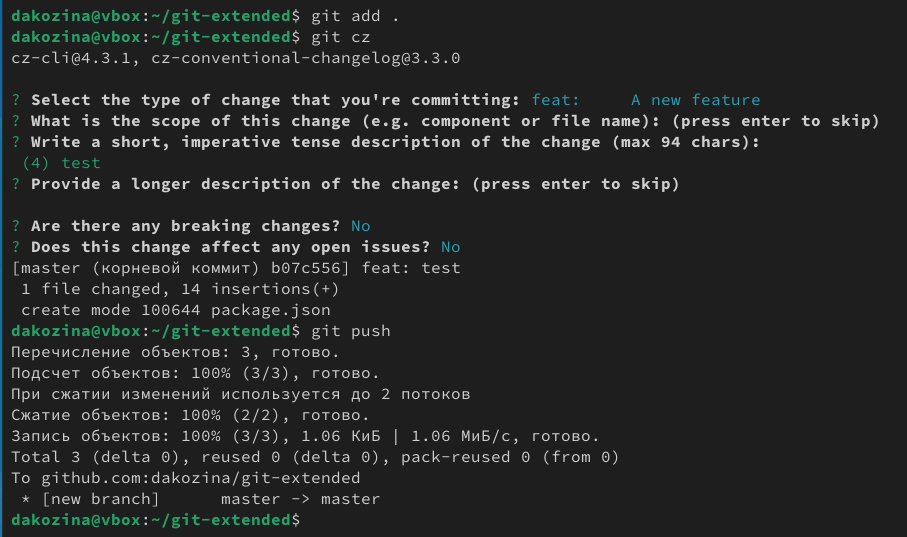 dakozina@vbox:~/git-extended$ git add .
dakozina@vbox:~/git-extended$ git cz
cz-cli@4.3.1, cz-conventional-changelog@3.3.0
? Select the type of change that you're committing: feat:     A new feature
? What is the scope of this change (e.g. component or file name): (press enter to skip)
? Write a short, imperative tense description of the change (max 94 chars):
 (4) test
? Provide a longer description of the change: (press enter to skip)
? Are there any breaking changes? No
? Does this change affect any open issues? No
[master (корневой коммит) b07c556] feat: test
 1 file changed, 14 insertions(+)
 create mode 100644 package.json
dakozina@vbox:~/git-extended$ git push
Перечисление объектов: 3, готово.
Подсчет объектов: 100% (3/3), готово.
При сжатии изменений используется до 2 потоков
Сжатие объектов: 100% (2/2), готово.
Запись объектов: 100% (3/3), 1.06 КиБ | 1.06 МиБ/с, готово.
Total 3 (delta 0), reused 0 (delta 0), pack-reused 0 (from 0)
To github.com:dakozina/git-extended
 * [new branch]      master -> master
dakozina@vbox:~/git-extended$